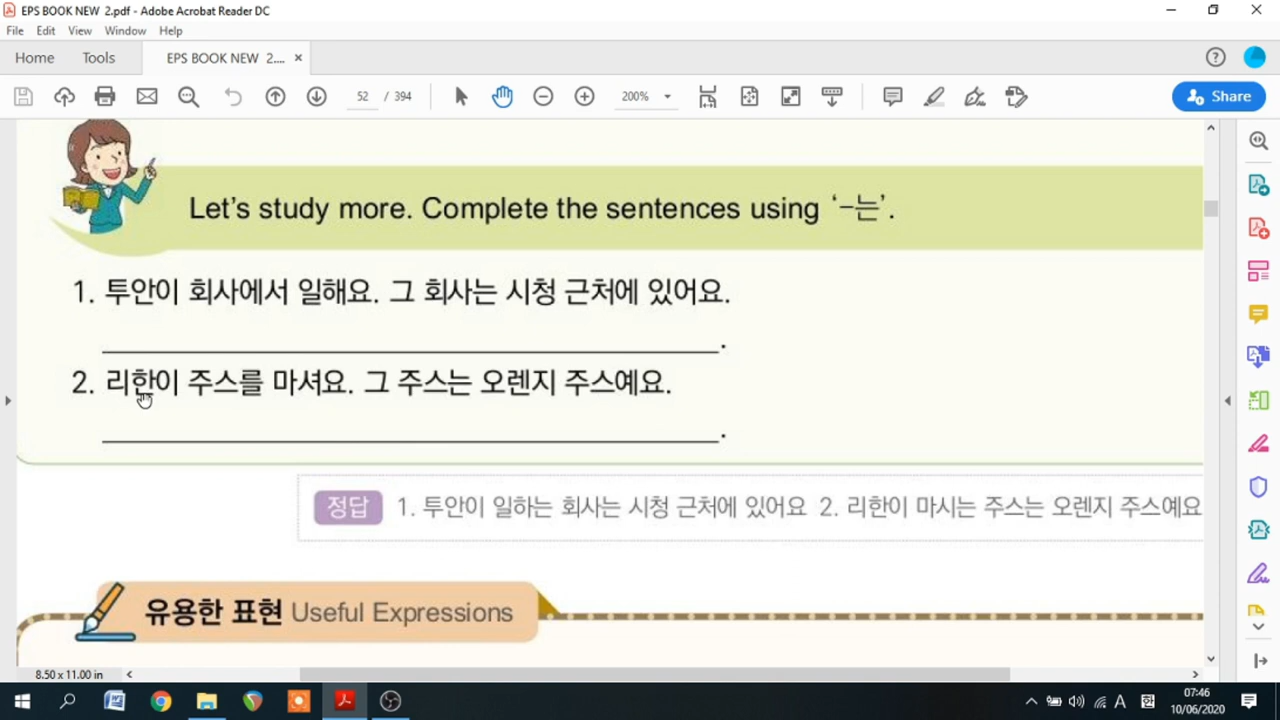 EPS BOOK NEW 2.pdf - Adobe Acrobat Reader DC
File Edit View Window Help
Home Tools EPS BOOK NEW 2.... ×
52 / 394 200% Share
Let's study more. Complete the sentences using ‘-는’.
1. 투안이 회사에서 일해요. 그 회사는 시청 근처에 있어요.
.
2. 리한이 주스를 마셔요. 그 주스는 오렌지 주스예요.
.
정답 1. 투안이 일하는 회사는 시청 근처에 있어요 2. 리한이 마시는 주스는 오렌지 주스예요
유용한 표현 Useful Expressions
8.50 x 11.00 in
A 한 07:46
10/06/2020